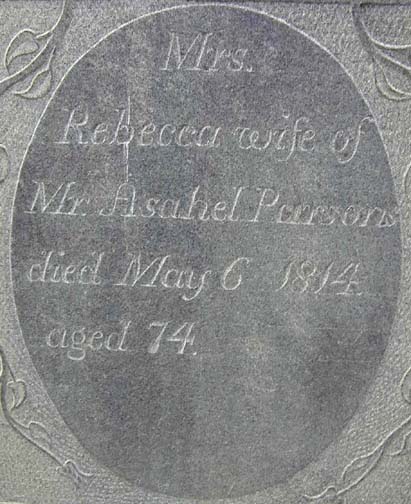 Mrs.
Rebecca wife of
Mr. Asahel Parsons
died May 6 1814.
aged 74.